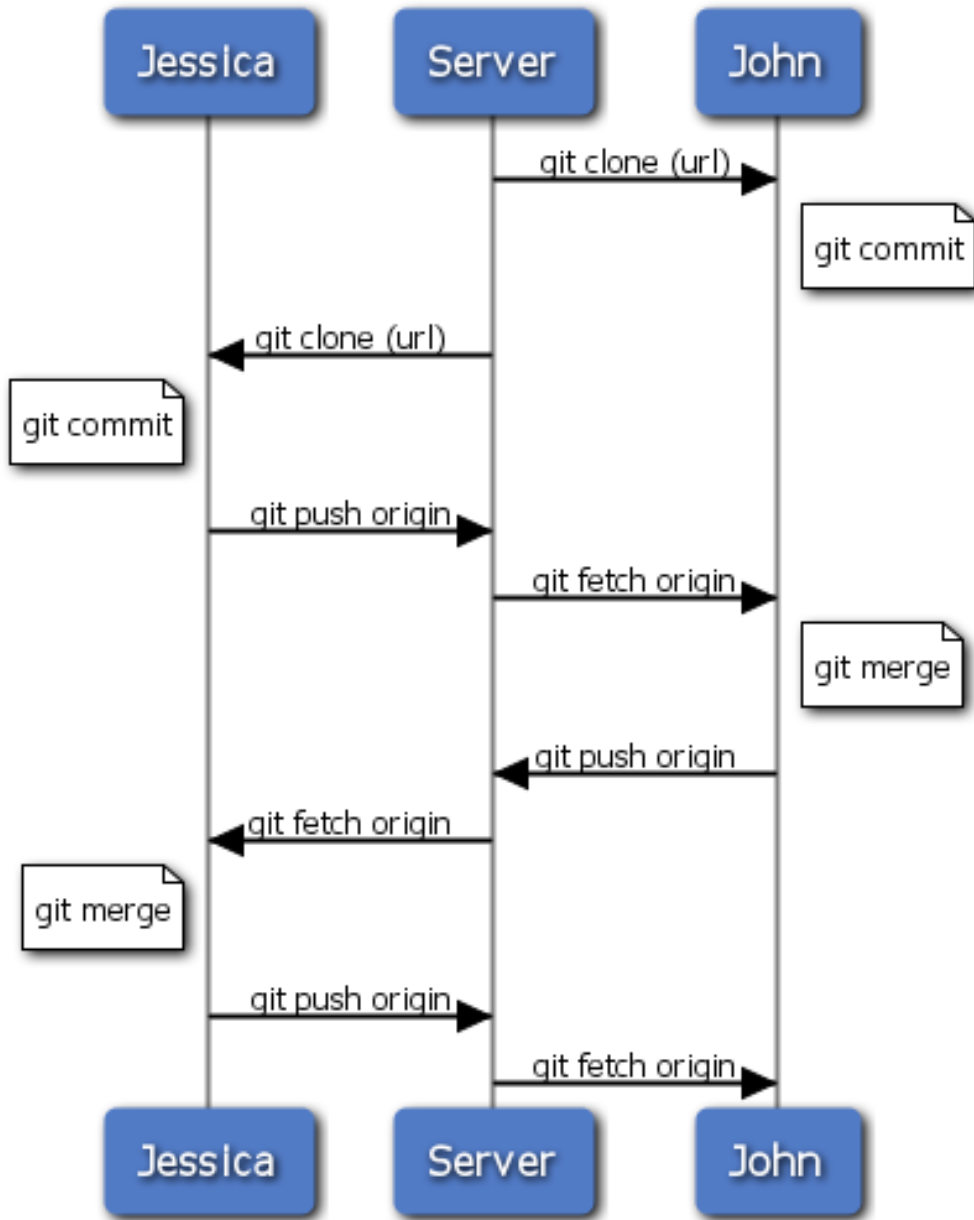 Jessica
Server
John
git clone (url)
git commit
git clone (url)
git commit
git push origin
git fetch origin
git merge
git push origin
git fetch origin
git merge
git push origin
git fetch origin
Jessica
Server
John